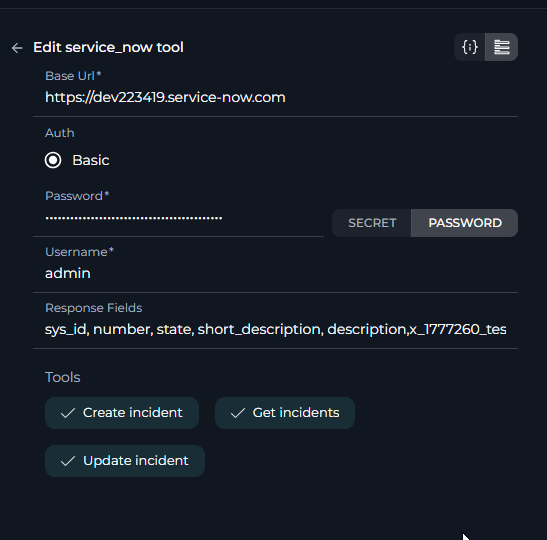 Edit service_now tool
Base Url*
https://dev223419.service-now.com
Auth
Basic
Password*
SECRET PASSWORD
Username*
admin
Response Fields
sys_id, number, state, short_description, description,x_1777260_tes
Tools
Create incident Get incidents
Update incident